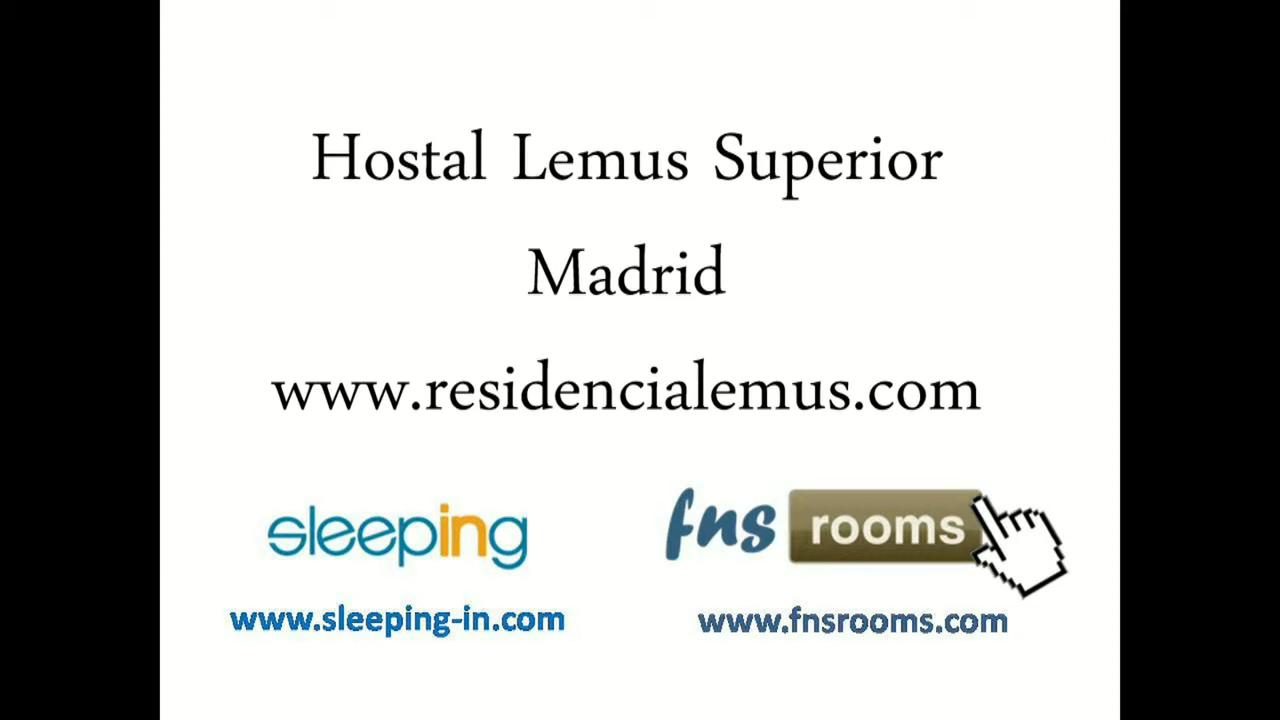 Hostal Lemus Superior
Madrid
www.residencialemus.com
sleeping
fns rooms
www.sleeping-in.com
www.fnsrooms.com